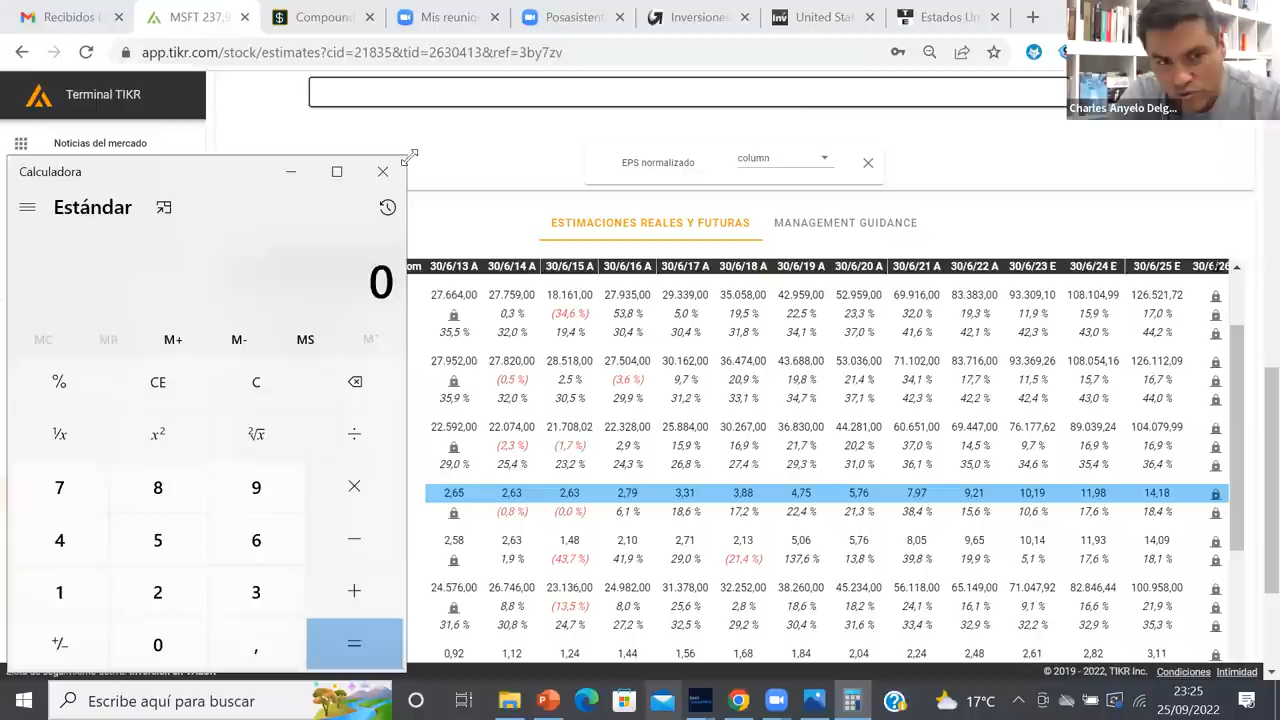 Recibidos (
MSFT 237,9
Compound
Mis reunio
Posasistent
Inversiones
United Stat
Estados Un
app.tikr.com/stock/estimates?cid=21835&tid=2630413&ref=3by7zv
Charles Anyelo Delg...
Terminal TIKR
Noticias del mercado
EPS normalizado
column
Calculadora
Estándar
0
MC MR M+ M- MS M˅
% CE C
¹/x x² ²√x ÷
7 8 9 ×
4 5 6 −
1 2 3 +
+/− 0 , =
ESTIMACIONES REALES Y FUTURAS
MANAGEMENT GUIDANCE
om 30/6/13 A 30/6/14 A 30/6/15 A 30/6/16 A 30/6/17 A 30/6/18 A 30/6/19 A 30/6/20 A 30/6/21 A 30/6/22 A 30/6/23 E 30/6/24 E 30/6/25 E 30/6/26
27.664,00 27.759,00 18.161,00 27.935,00 29.339,00 35.058,00 42.959,00 52.959,00 69.916,00 83.383,00 93.309,10 108.104,99 126.521,72
0,3 % (34,6 %) 53,8 % 5,0 % 19,5 % 22,5 % 23,3 % 32,0 % 19,3 % 11,9 % 15,9 % 17,0 %
35,5 % 32,0 % 19,4 % 30,4 % 30,4 % 31,8 % 34,1 % 37,0 % 41,6 % 42,1 % 42,3 % 43,0 % 44,2 %
27.952,00 27.820,00 28.518,00 27.504,00 30.162,00 36.474,00 43.688,00 53.036,00 71.102,00 83.716,00 93.369,26 108.054,16 126.112,09
(0,5 %) 2,5 % (3,6 %) 9,7 % 20,9 % 19,8 % 21,4 % 34,1 % 17,7 % 11,5 % 15,7 % 16,7 %
35,9 % 32,0 % 30,5 % 29,9 % 31,2 % 33,1 % 34,7 % 37,1 % 42,3 % 42,2 % 42,4 % 43,0 % 44,0 %
22.592,00 22.074,00 21.708,02 22.328,00 25.884,00 30.267,00 36.830,00 44.281,00 60.651,00 69.447,00 76.177,62 89.039,24 104.079,99
(2,3 %) (1,7 %) 2,9 % 15,9 % 16,9 % 21,7 % 20,2 % 37,0 % 14,5 % 9,7 % 16,9 % 16,9 %
29,0 % 25,4 % 23,2 % 24,3 % 26,8 % 27,4 % 29,3 % 31,0 % 36,1 % 35,0 % 34,6 % 35,4 % 36,4 %
2,65 2,63 2,63 2,79 3,31 3,88 4,75 5,76 7,97 9,21 10,19 11,98 14,18
(0,8 %) (0,0 %) 6,1 % 18,6 % 17,2 % 22,4 % 21,3 % 38,4 % 15,6 % 10,6 % 17,6 % 18,4 %
2,58 2,63 1,48 2,10 2,71 2,13 5,06 5,76 8,05 9,65 10,14 11,93 14,09
(43,7 %) 41,9 % 29,0 % (21,4 %) 137,6 % 13,8 % 39,8 % 19,9 % 5,1 % 17,6 % 18,1 %
24.576,00 26.746,00 23.136,00 24.982,00 31.378,00 32.252,00 38.260,00 45.234,00 56.118,00 65.149,00 71.047,92 82.846,44 100.958,00
8,8 % (13,5 %) 8,0 % 25,6 % 2,8 % 18,6 % 18,2 % 24,1 % 16,1 % 9,1 % 16,6 % 21,9 %
31,6 % 30,8 % 24,7 % 27,2 % 32,5 % 29,2 % 30,4 % 31,6 % 33,4 % 32,9 % 32,2 % 32,9 % 35,3 %
0,92 1,12 1,24 1,44 1,56 1,68 1,84 2,04 2,24 2,48 2,61 2,82 3,11
© 2019 - 2022, TIKR Inc. Condiciones Intimidad
Escribe aquí para buscar
17°C
23:25
25/09/2022